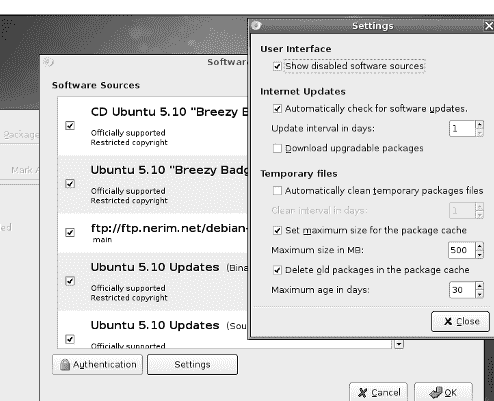 Settings
User Interface
Show disabled software sources
Internet Updates
Automatically check for software updates.
Update interval in days:
1
Download upgradable packages
Temporary files
Automatically clean temporary packages files
Clean interval in days:
1
Set maximum size for the package cache
Maximum size in MB:
500
Delete old packages in the package cache
Maximum age in days:
30
Close
Softwar
Software Sources
CD Ubuntu 5.10 "Breezy B
Officially supported
Restricted copyright
Ubuntu 5.10 "Breezy Badg
Officially supported
Restricted copyright
ftp://ftp.nerim.net/debian-
main
Ubuntu 5.10 Updates (Bina
Officially supported
Restricted copyright
Ubuntu 5.10 Updates (Sou
Officially supported
Authentication
Settings
Cancel
OK
Package
Mark A
ed